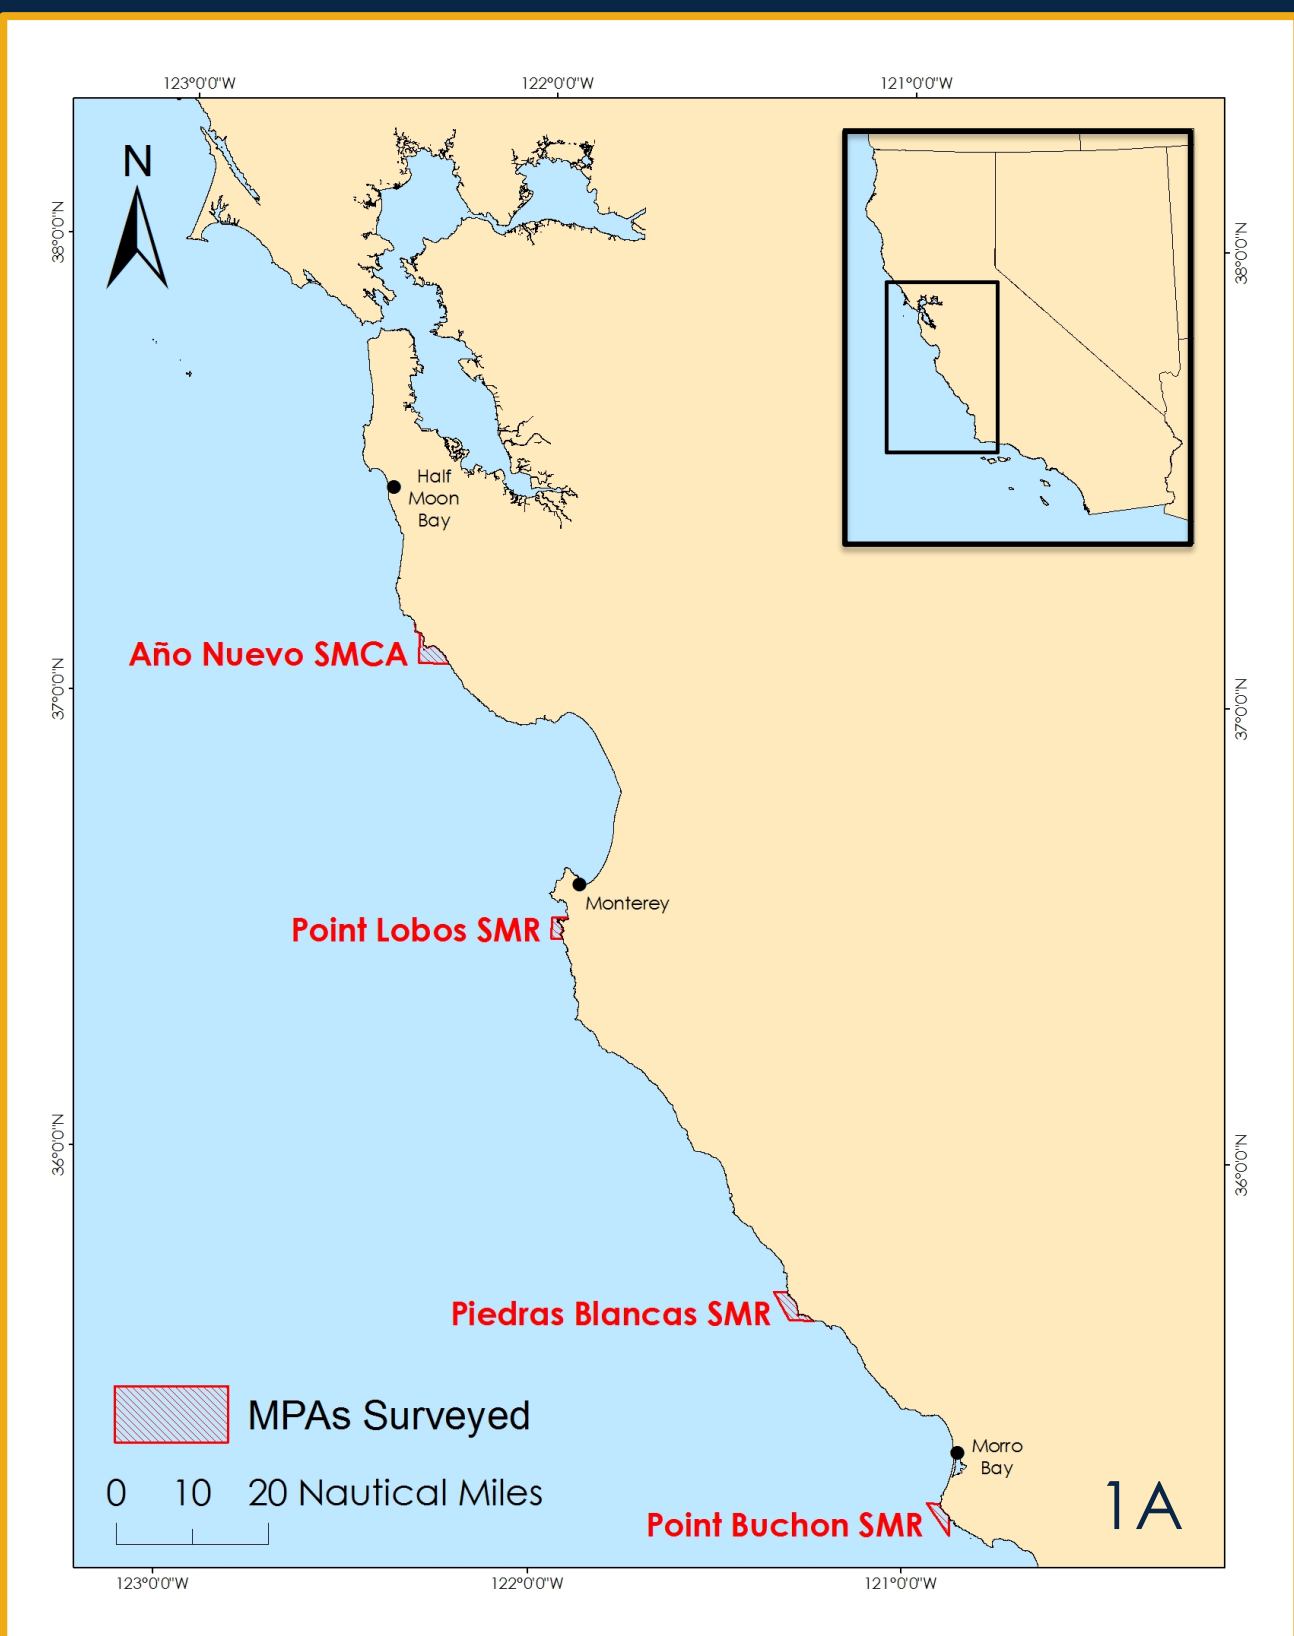 123°0'0"W
122°0'0"W
121°0'0"W
N
38°0'0"N
38°0'0"N
Half
Moon
Bay
Año Nuevo SMCA
37°0'0"N
37°0'0"N
Monterey
Point Lobos SMR
36°0'0"N
36°0'0"N
Piedras Blancas SMR
MPAs Surveyed
Morro
Bay
0 10 20 Nautical Miles
1A
Point Buchon SMR
123°0'0"W
122°0'0"W
121°0'0"W